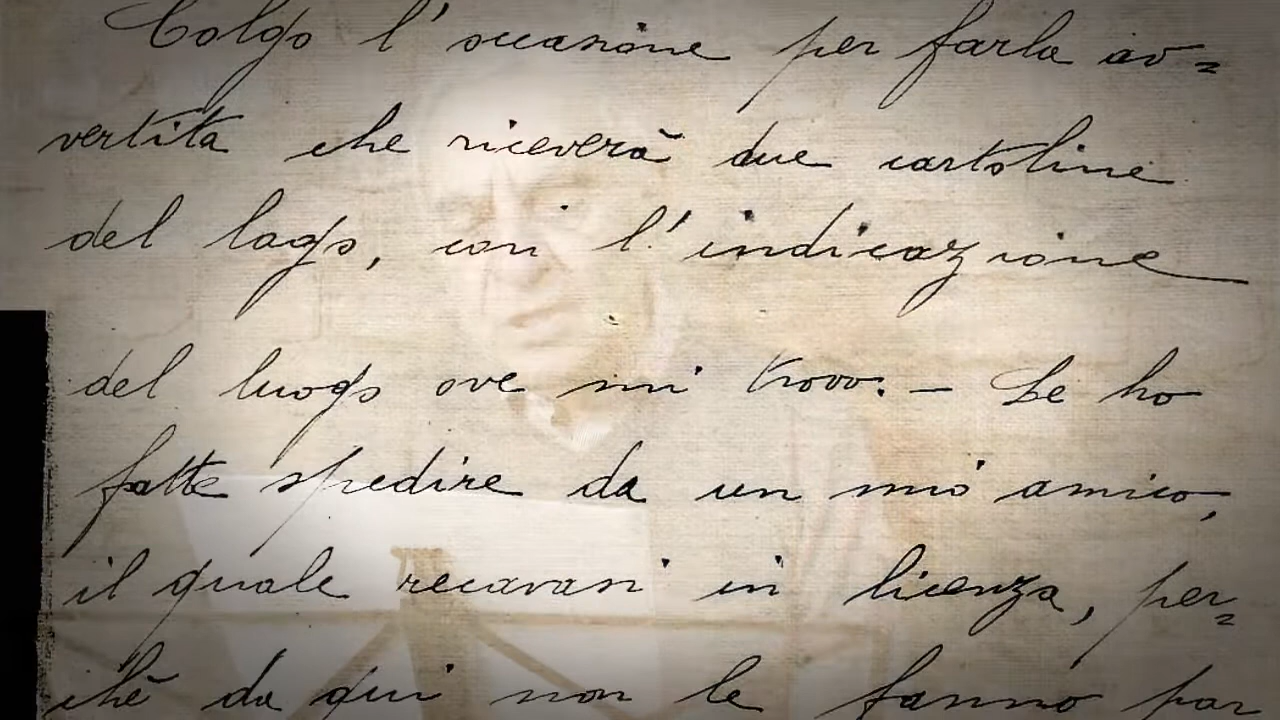 Colgo l'occasione per farla av=
vertita che riceverà due cartoline
del lago, con l'indicazione
del luogo ove mi trovo. - Le ho
fatte spedire da un mio amico,
il quale recavasi in licenza, per=
chè da qui non le fanno par